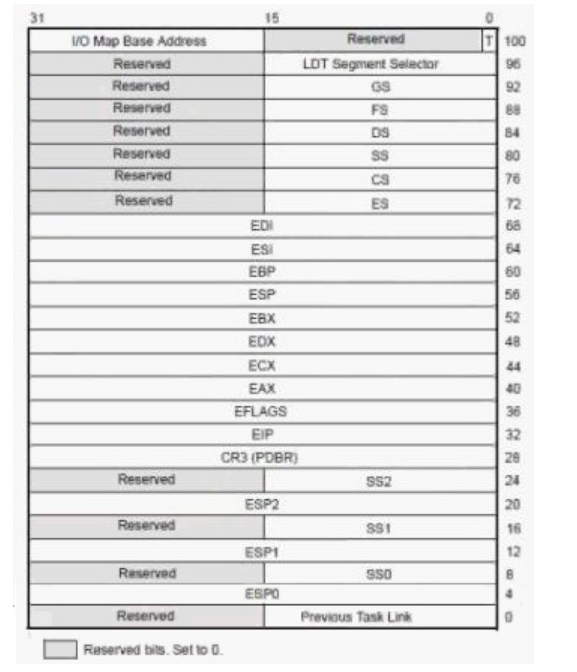 31 15 0
I/O Map Base Address Reserved T 100
Reserved LDT Segment Selector 96
Reserved GS 92
Reserved FS 88
Reserved DS 84
Reserved SS 80
Reserved CS 76
Reserved ES 72
EDI 68
ESI 64
EBP 60
ESP 56
EBX 52
EDX 48
ECX 44
EAX 40
EFLAGS 36
EIP 32
CR3 (PDBR) 28
Reserved SS2 24
ESP2 20
Reserved SS1 16
ESP1 12
Reserved SS0 8
ESP0 4
Reserved Previous Task Link 0
Reserved bits. Set to 0.